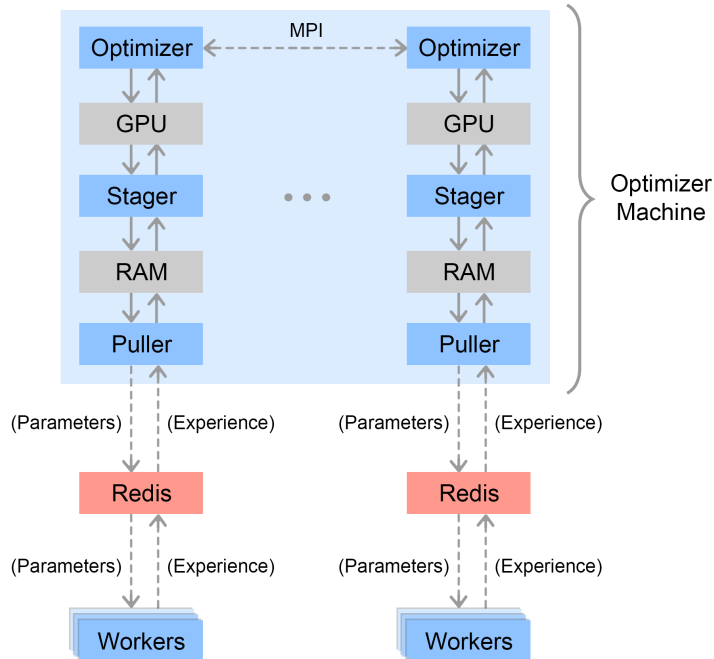 MPI
Optimizer
Optimizer
GPU
GPU
Stager
Stager
Optimizer
Machine
RAM
RAM
Puller
Puller
(Parameters)
(Experience)
(Parameters)
(Experience)
Redis
Redis
(Parameters)
(Experience)
(Parameters)
(Experience)
Workers
Workers